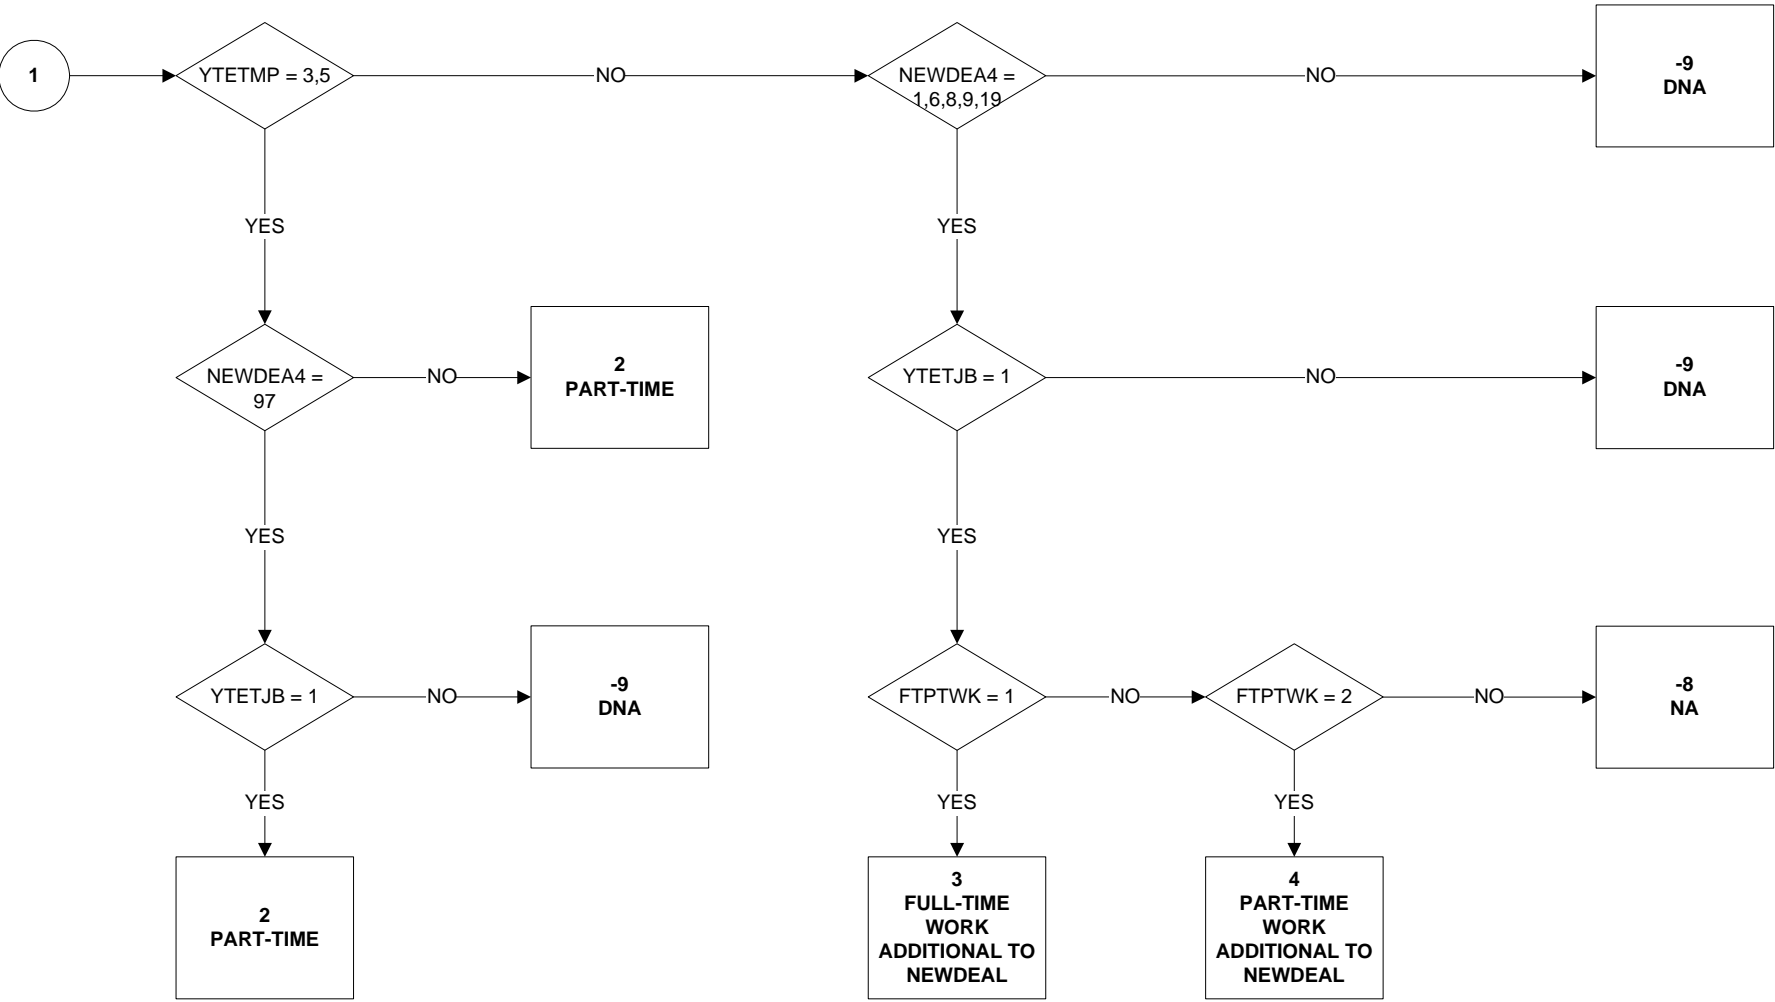 1
YTETMP = 3,5
NO
NEWDEA4 =
1,6,8,9,19
NO
-9
DNA
YES
YES
NEWDEA4 =
97
NO
2
PART-TIME
YTETJB = 1
NO
-9
DNA
YES
YES
YTETJB = 1
NO
-9
DNA
FTPTWK = 1
NO
FTPTWK = 2
NO
-8
NA
YES
YES
YES
2
PART-TIME
3
FULL-TIME
WORK
ADDITIONAL TO
NEWDEAL
4
PART-TIME
WORK
ADDITIONAL TO
NEWDEAL